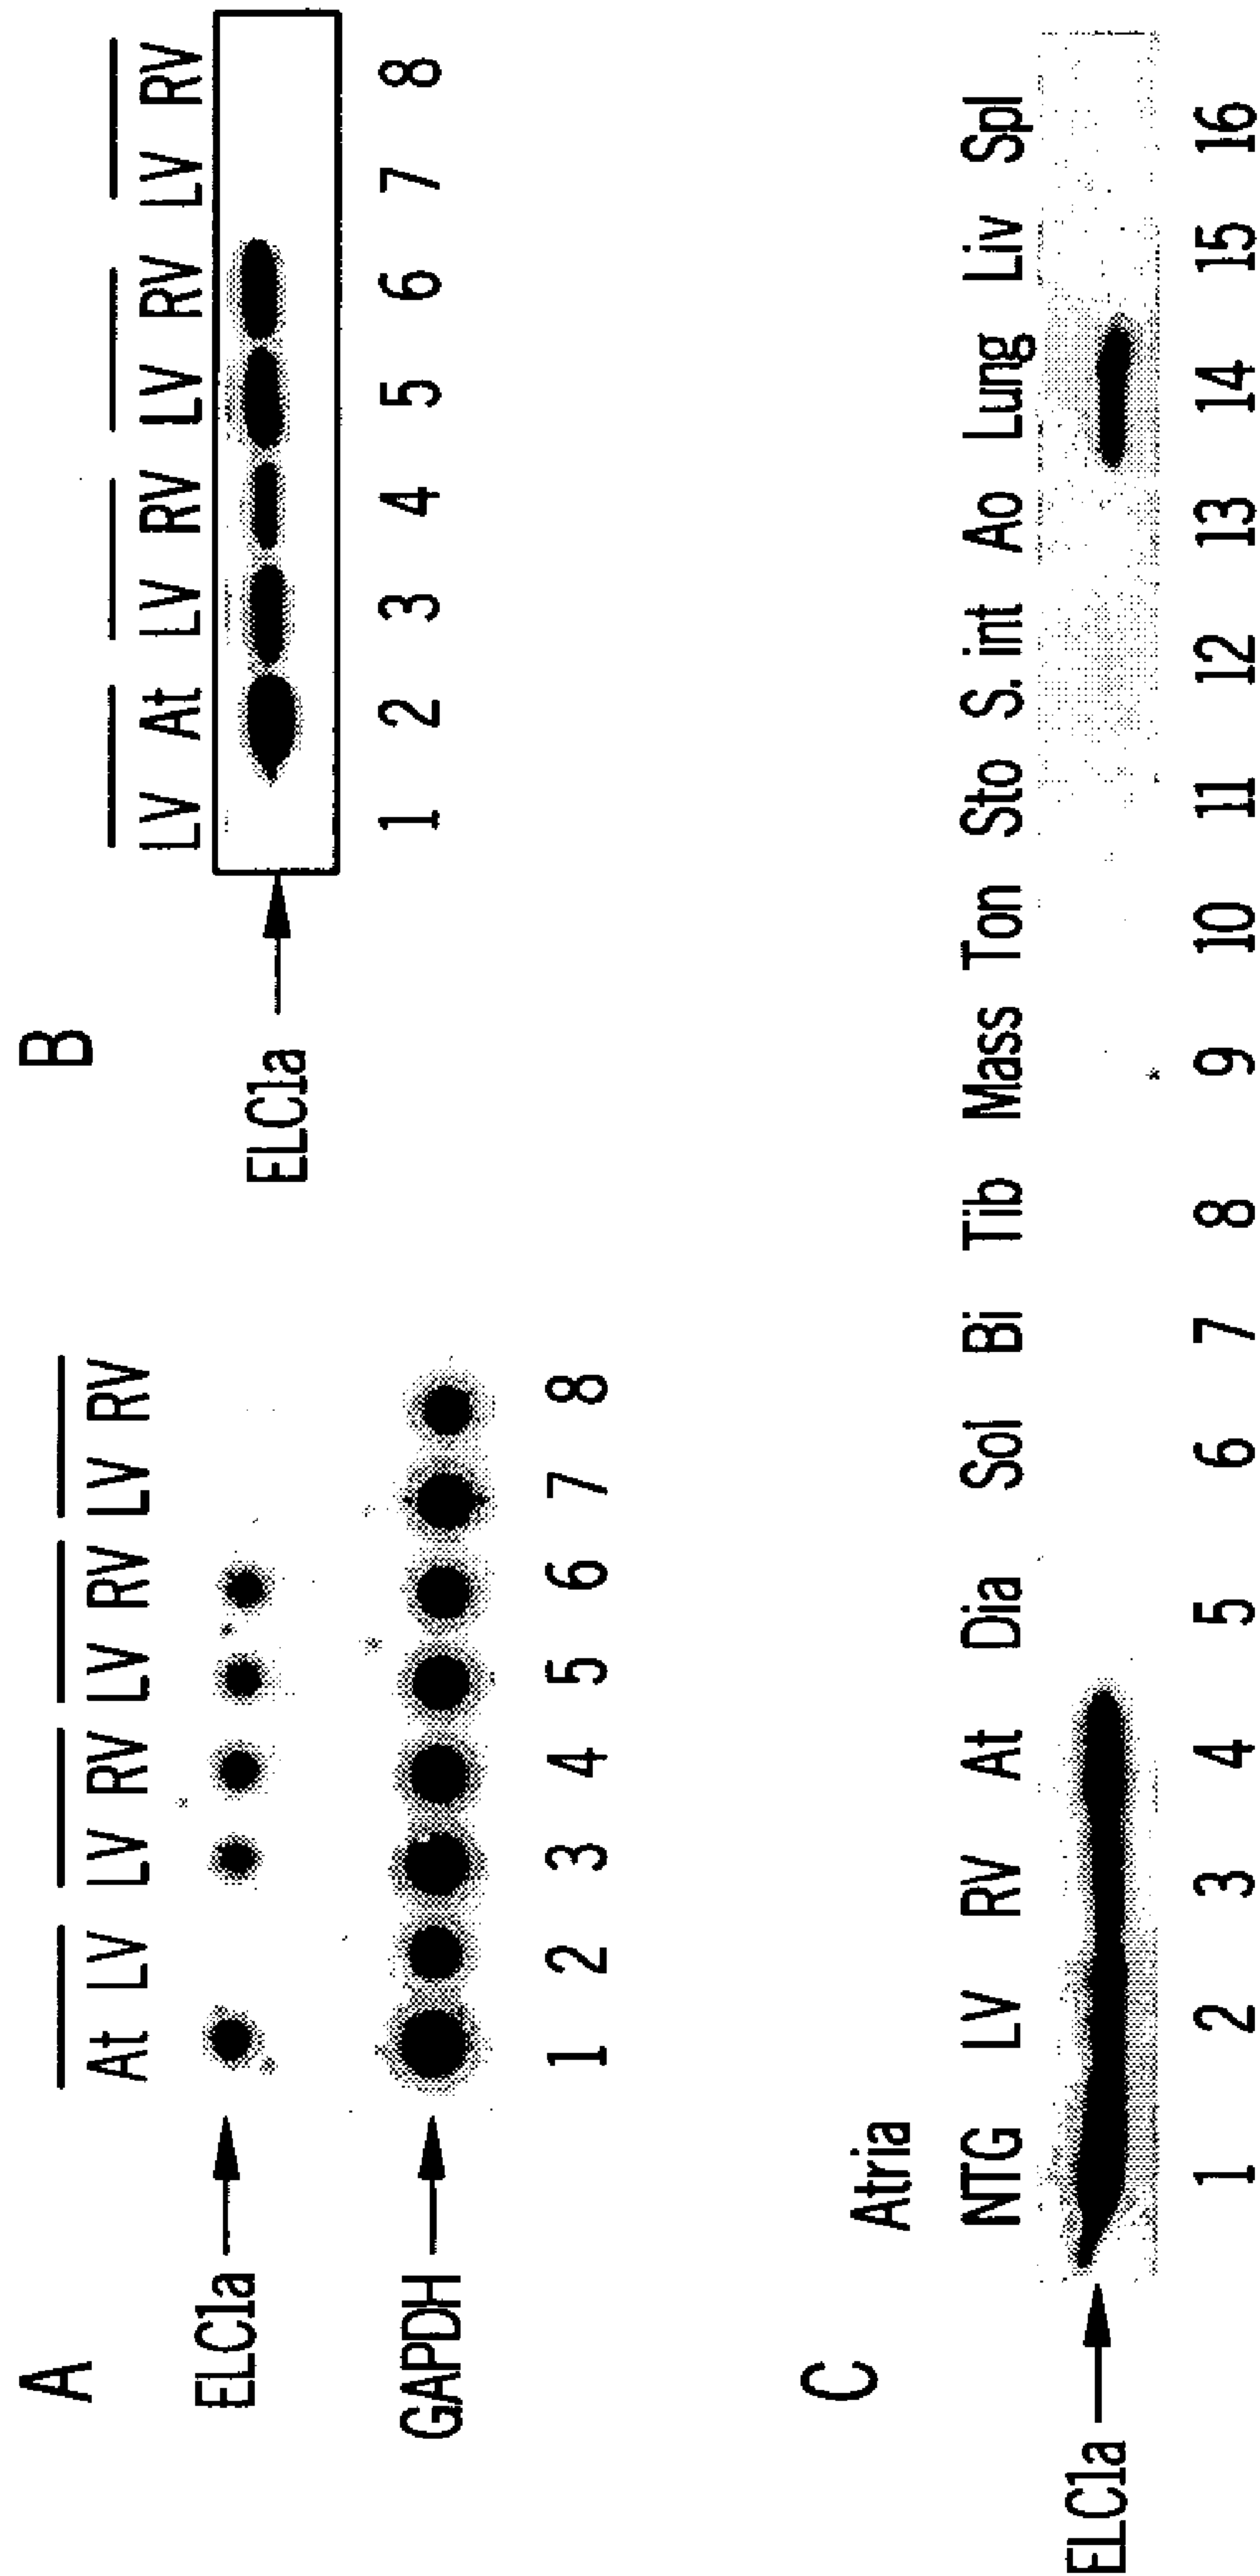 A
At LV LV RV LV RV LV RV
ELC1a
GAPDH
1 2 3 4 5 6 7 8
B
LV At LV RV LV RV LV RV
ELC1a
1 2 3 4 5 6 7 8
C
Atria
NTG LV RV At Dia Sol Bi Tib Mass Ton Sto S. int Ao Lung Liv Spl
ELC1a
1 2 3 4 5 6 7 8 9 10 11 12 13 14 15 16